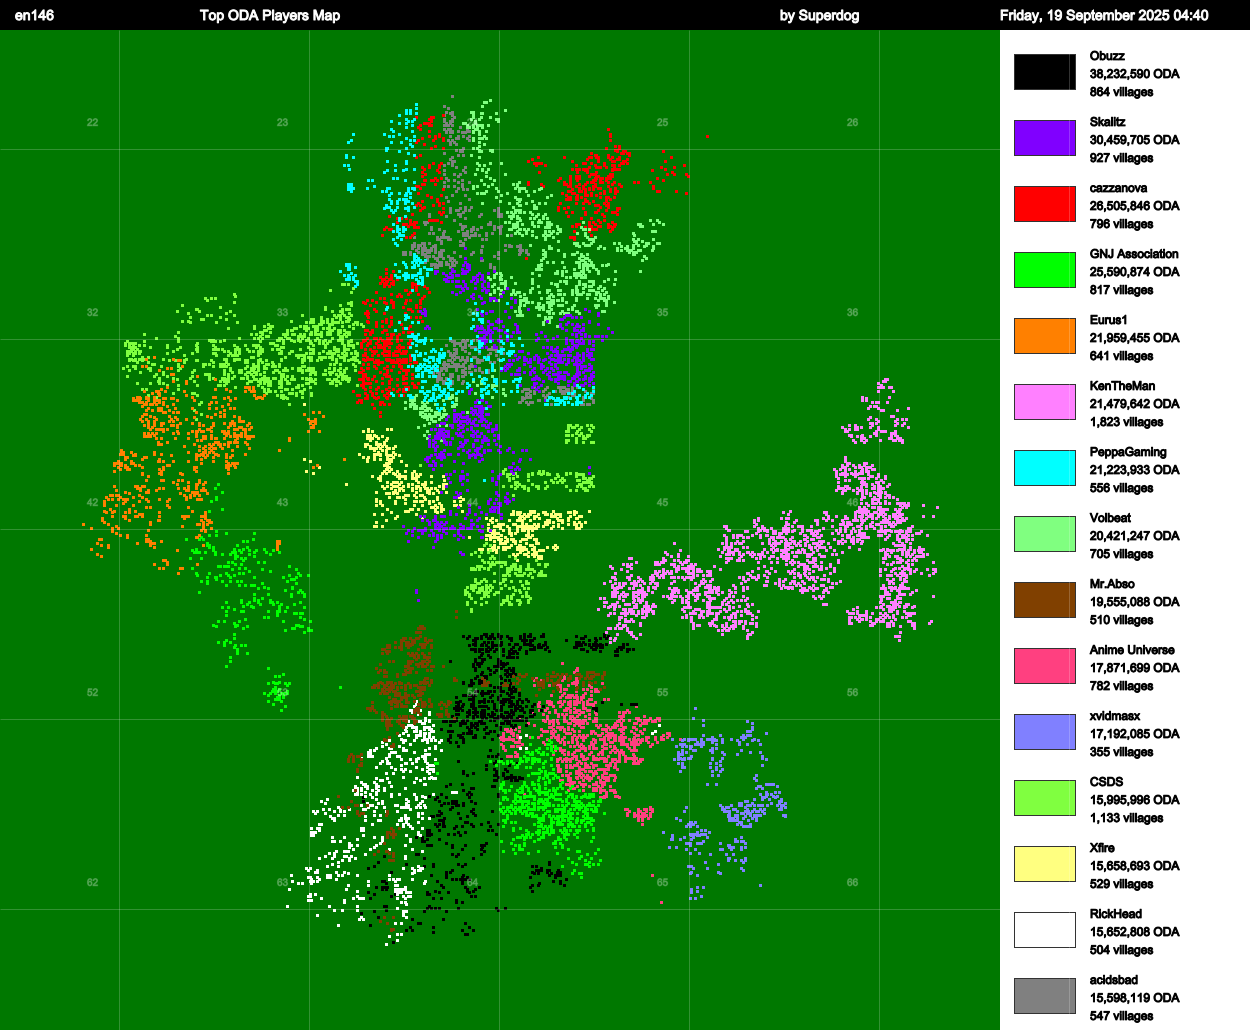 en146 Top ODA Players Map by Superdog Friday, 19 September 2025 04:40
Obuzz
38,232,590 ODA
864 villages
Skalitz
30,459,705 ODA
927 villages
cazzanova
26,505,846 ODA
796 villages
GNJ Association
25,590,874 ODA
817 villages
Eurus1
21,959,455 ODA
641 villages
KenTheMan
21,479,642 ODA
1,823 villages
PeppaGaming
21,223,933 ODA
556 villages
Volbeat
20,421,247 ODA
705 villages
Mr.Abso
19,555,088 ODA
510 villages
Anime Universe
17,871,699 ODA
782 villages
xvidmasx
17,192,085 ODA
355 villages
CSDS
15,995,996 ODA
1,133 villages
Xfire
15,658,693 ODA
529 villages
RickHead
15,652,808 ODA
504 villages
acidsbad
15,598,119 ODA
547 villages
22 23 25 26
32 33 35 36
42 43 44 45
52 55 56
62 63 64 65 66